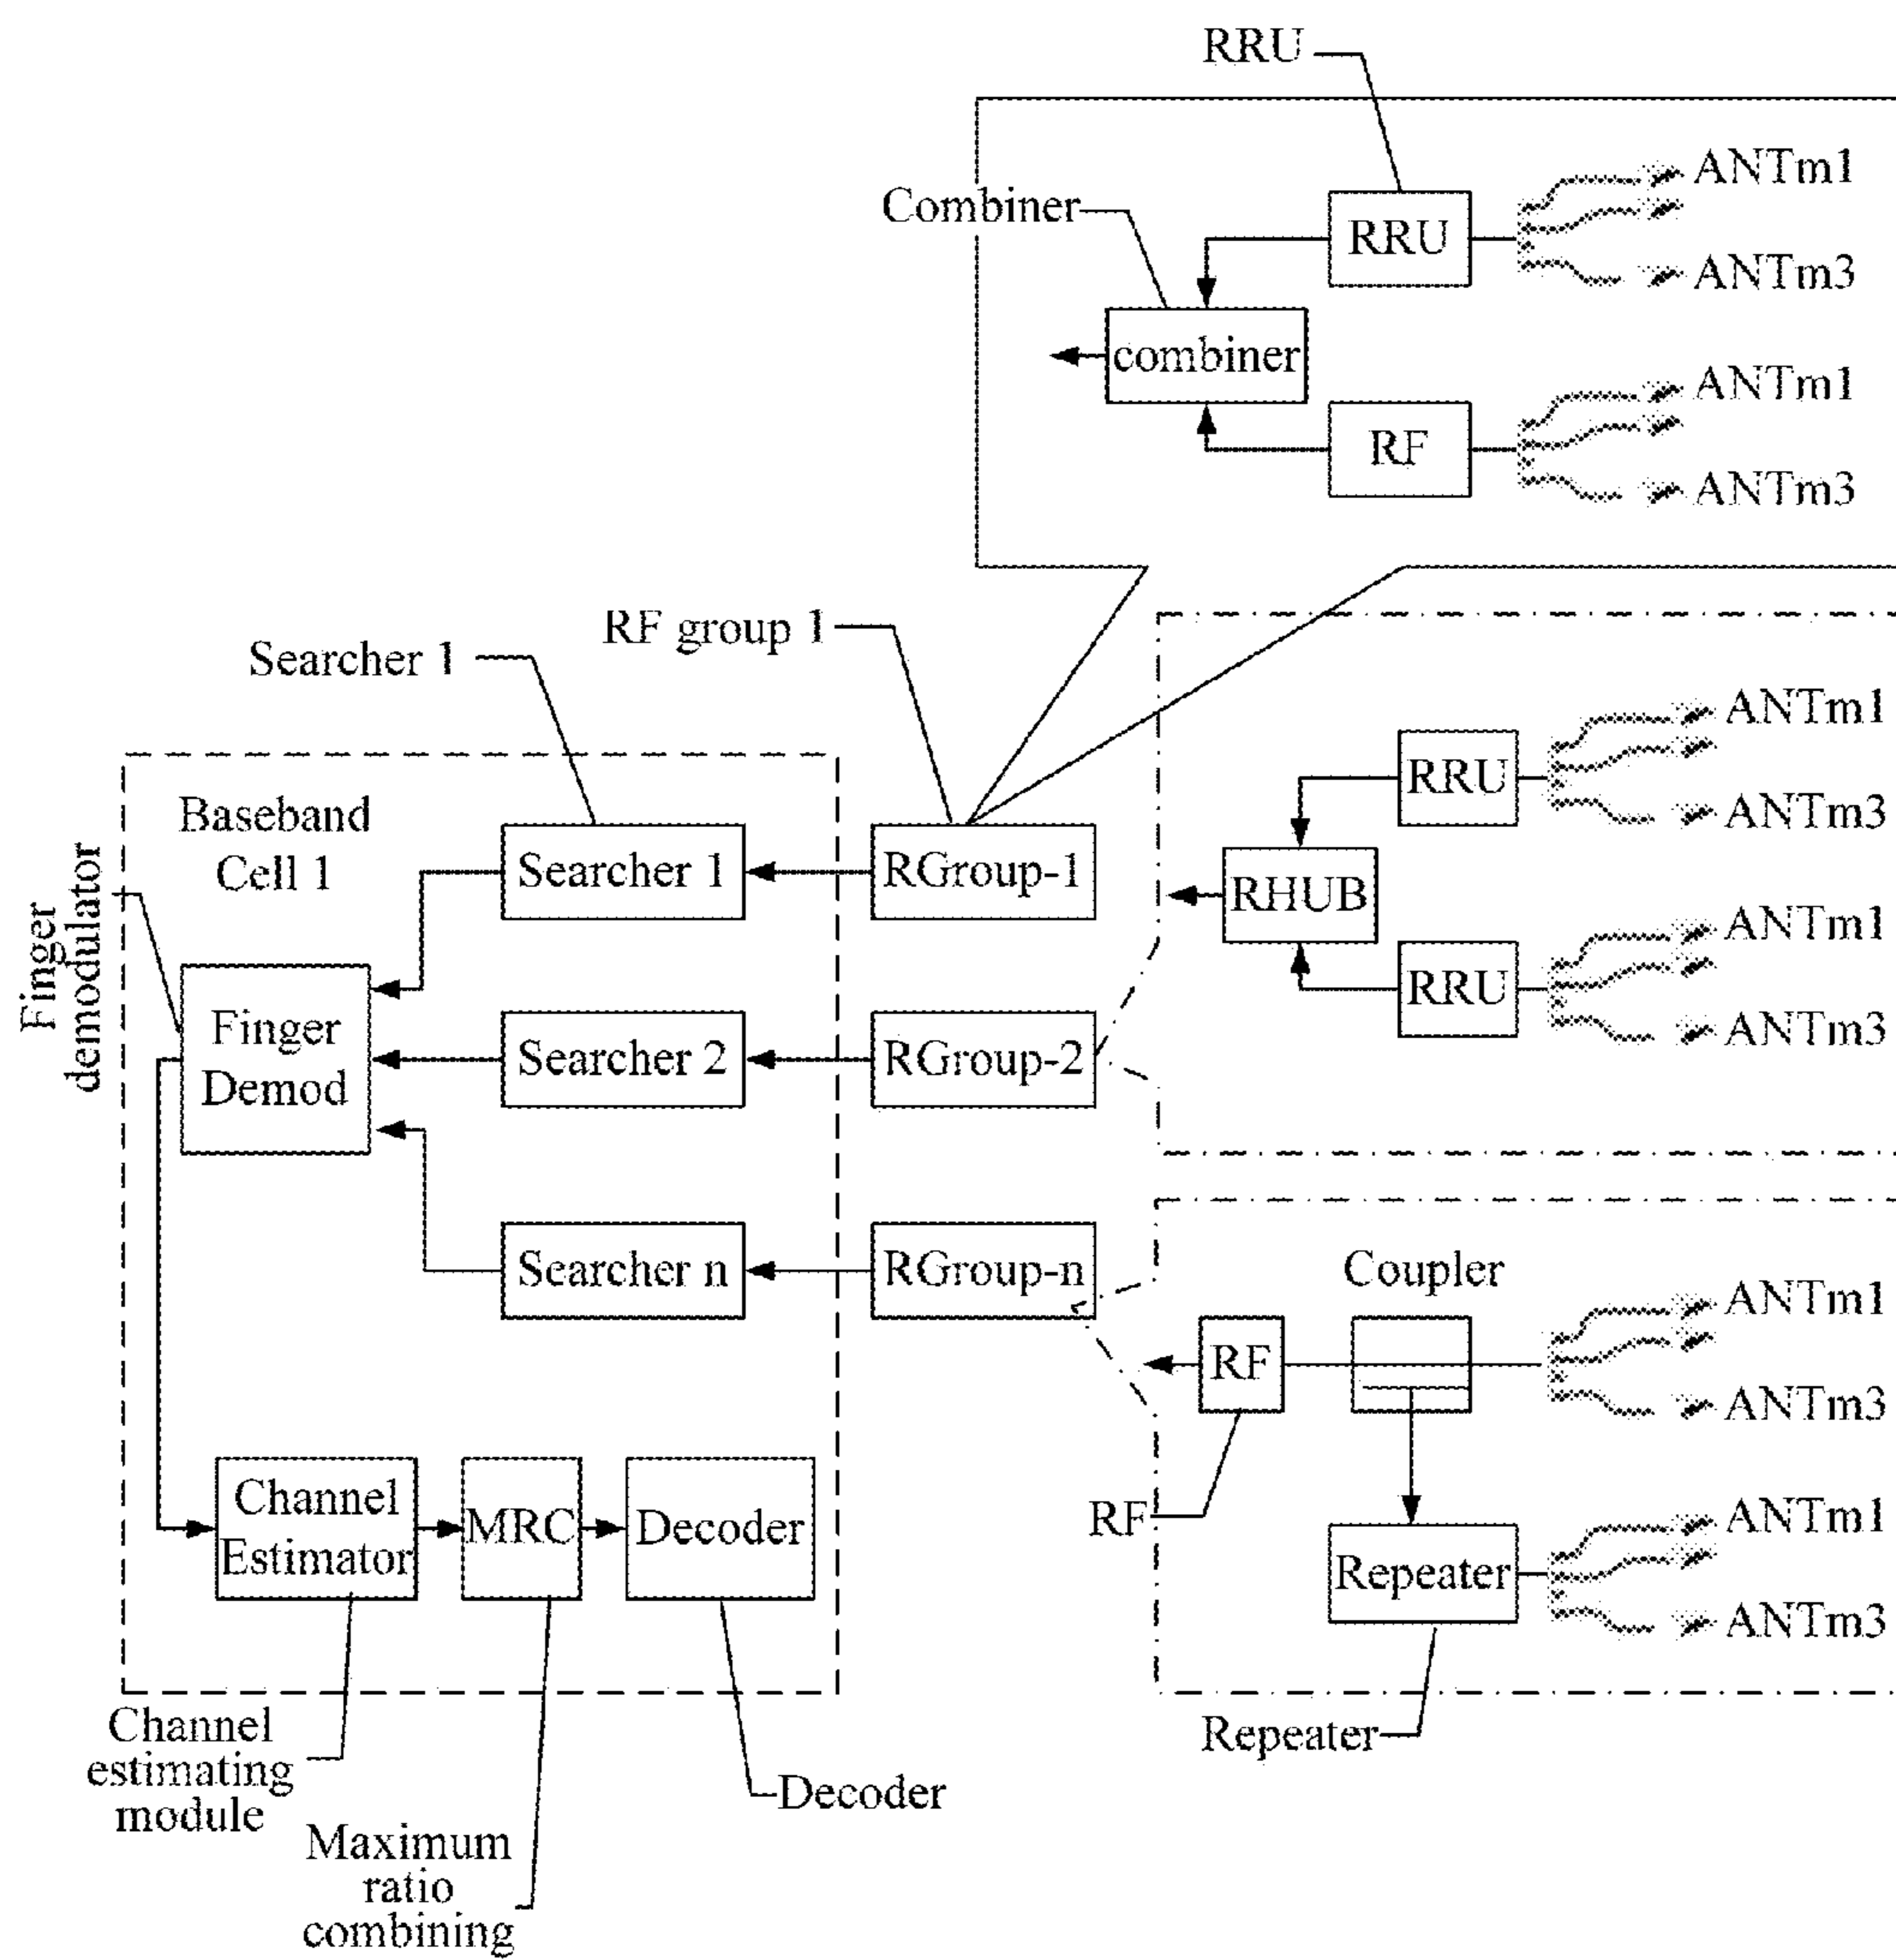 RRU
Combiner
RRU
ANTm1
ANTm3
combiner
RF
ANTm1
ANTm3
RF group 1
Searcher 1
Baseband
Cell 1
Searcher 1
RGroup-1
RRU
ANTm1
ANTm3
RHUB
RRU
ANTm1
ANTm3
Finger
demodulator
Finger
Demod
Searcher 2
RGroup-2
Searcher n
RGroup-n
Coupler
RF
ANTm1
ANTm3
RF
Repeater
ANTm1
ANTm3
Repeater
Channel
Estimator
MRC
Decoder
Channel
estimating
module
Maximum
ratio
combining
Decoder